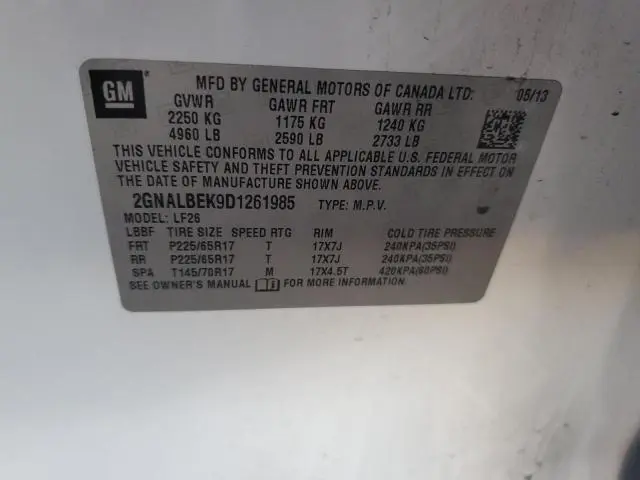 GM
MFD BY GENERAL MOTORS OF CANADA LTD: 05/13
GVWR GAWR FRT GAWR RR
2250 KG 1175 KG 1240 KG
4960 LB 2590 LB 2733 LB
THIS VEHICLE CONFORMS TO ALL APPLICABLE U.S. FEDERAL MOTOR
VEHICLE SAFETY AND THEFT PREVENTION STANDARDS IN EFFECT ON
THE DATE OF MANUFACTURE SHOWN ABOVE.
2GNALBEK9D1261985 TYPE: M.P.V.
MODEL: LF26
LBBF TIRE SIZE SPEED RTG RIM COLD TIRE PRESSURE
FRT P225/65R17 T 17X7J 240KPA(35PSI)
RR P225/65R17 T 17X7J 240KPA(35PSI)
SPA T145/70R17 M 17X4.5T 420KPA(60PSI)
SEE OWNER'S MANUAL i FOR MORE INFORMATION